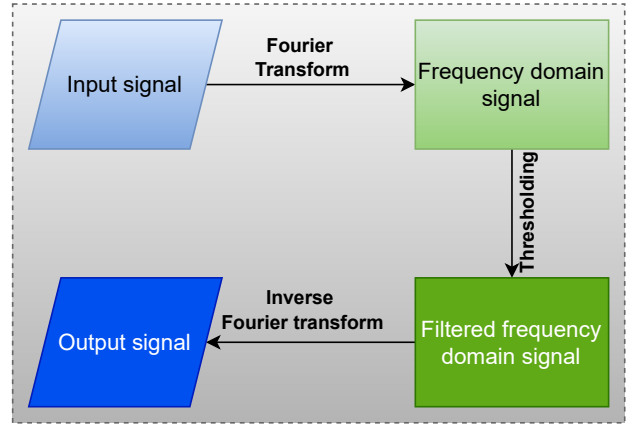 Input signal
Fourier
Transform
Frequency domain
signal
Thresholding
Filtered frequency
domain signal
Inverse
Fourier transform
Output signal